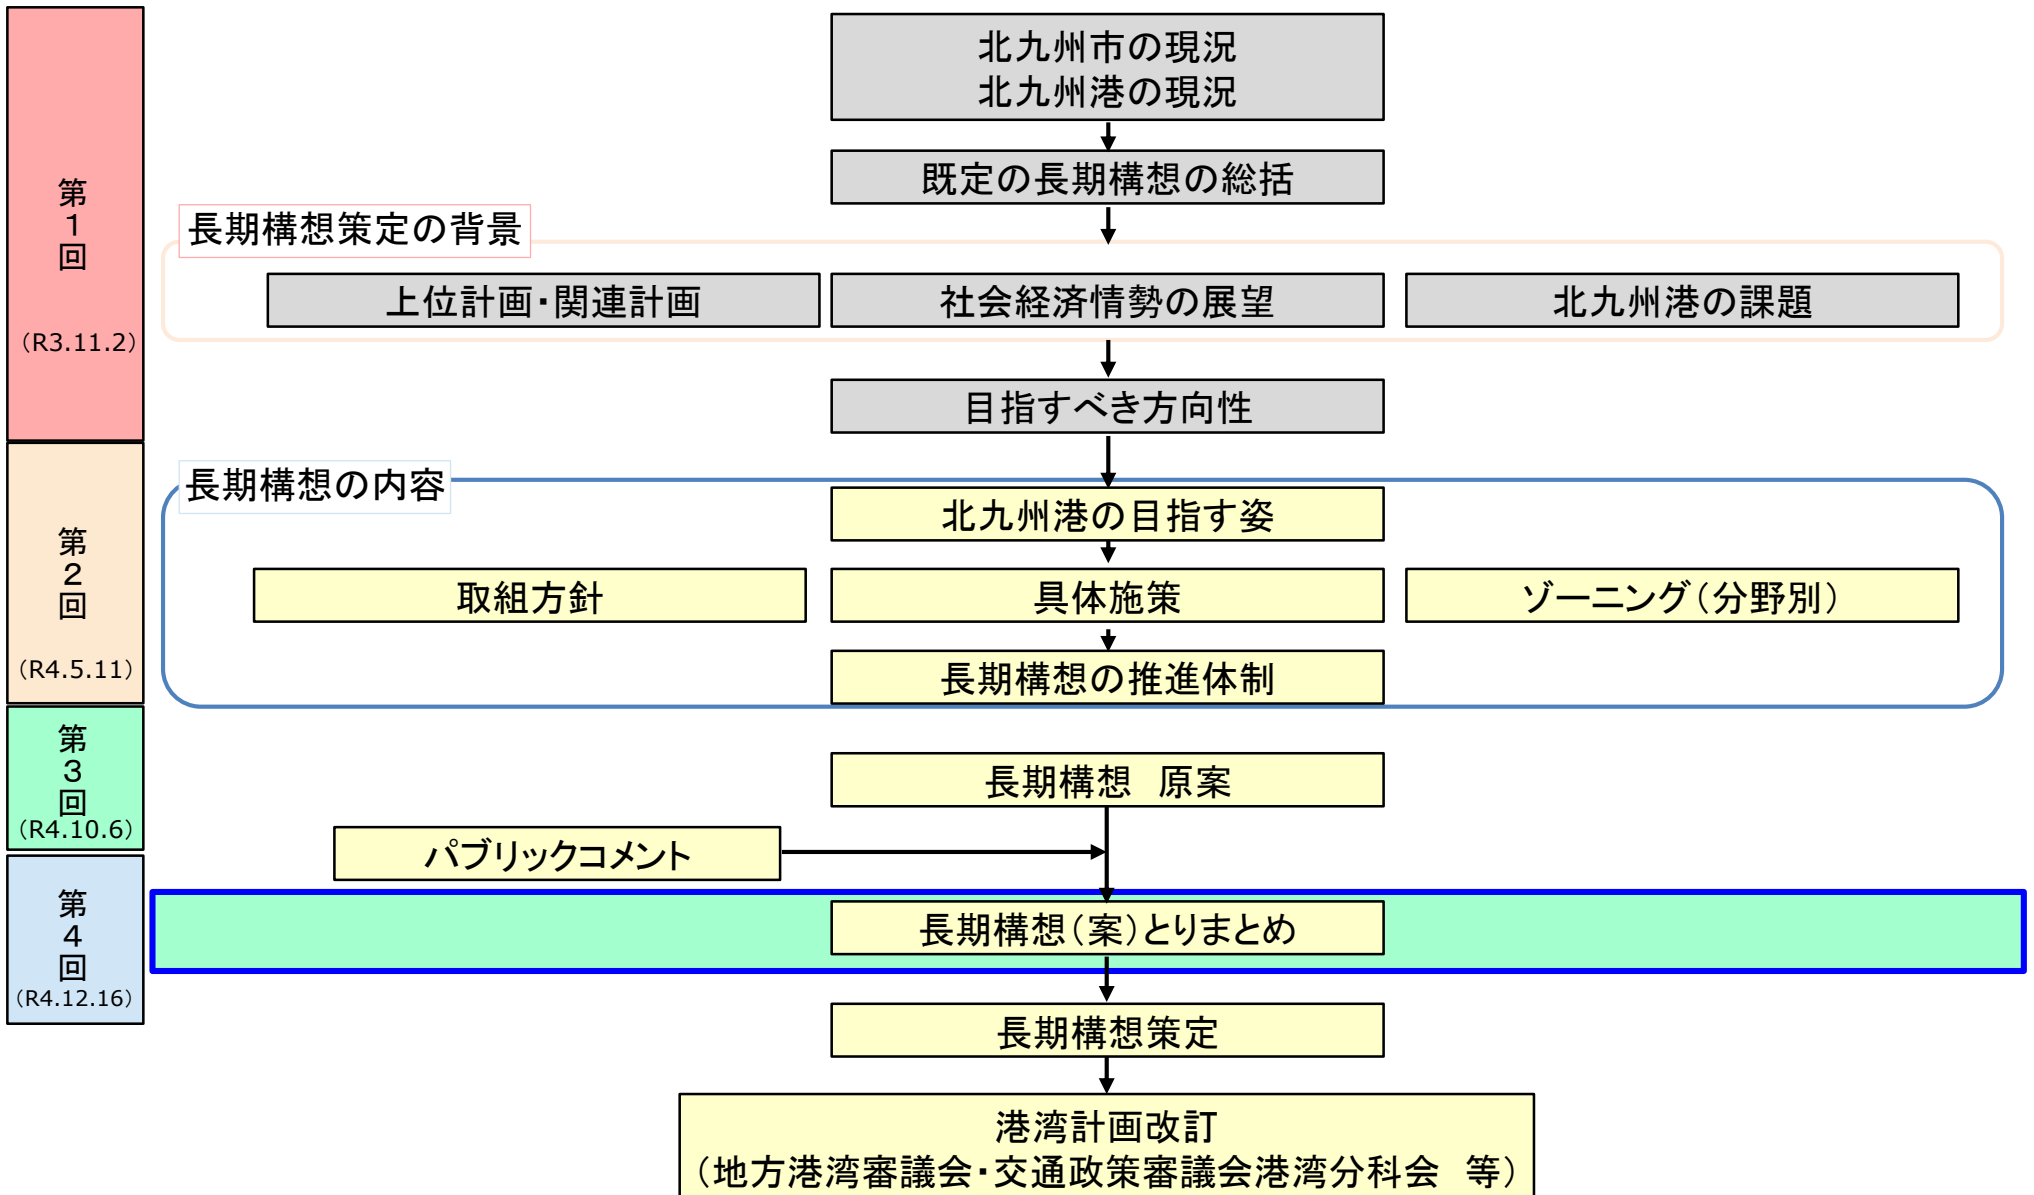 北九州市の現況
北九州港の現況
既定の長期構想の総括
第1回
（R3.11.2）
長期構想策定の背景
上位計画・関連計画
社会経済情勢の展望
北九州港の課題
目指すべき方向性
第2回
（R4.5.11）
長期構想の内容
北九州港の目指す姿
取組方針
具体施策
ゾーニング（分野別）
長期構想の推進体制
第3回
（R4.10.6）
長期構想　原案
パブリックコメント
第4回
（R4.12.16）
長期構想（案）とりまとめ
長期構想策定
港湾計画改訂
（地方港湾審議会・交通政策審議会港湾分科会　等）